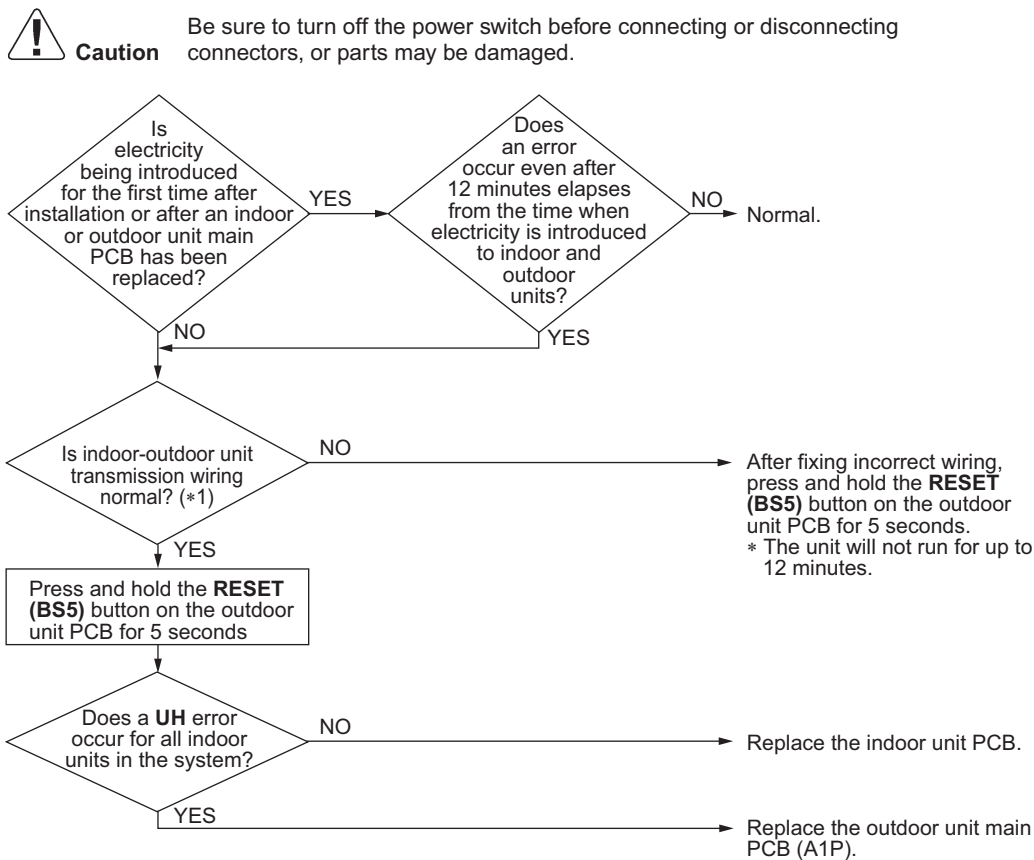 Be sure to turn off the power switch before connecting or disconnecting
Caution connectors, or parts may be damaged.
Is
electricity
being introduced
for the first time after
installation or after an indoor
or outdoor unit main
PCB has been
replaced?
YES
Does
an error
occur even after
12 minutes elapses
from the time when
electricity is introduced
to indoor and
outdoor
units?
NO
Normal.
NO
YES
Is indoor-outdoor unit
transmission wiring
normal? (*1)
NO
After fixing incorrect wiring,
press and hold the RESET
(BS5) button on the outdoor
unit PCB for 5 seconds.
* The unit will not run for up to
12 minutes.
YES
Press and hold the RESET
(BS5) button on the outdoor
unit PCB for 5 seconds
Does a UH error
occur for all indoor
units in the system?
NO
Replace the indoor unit PCB.
YES
Replace the outdoor unit main
PCB (A1P).